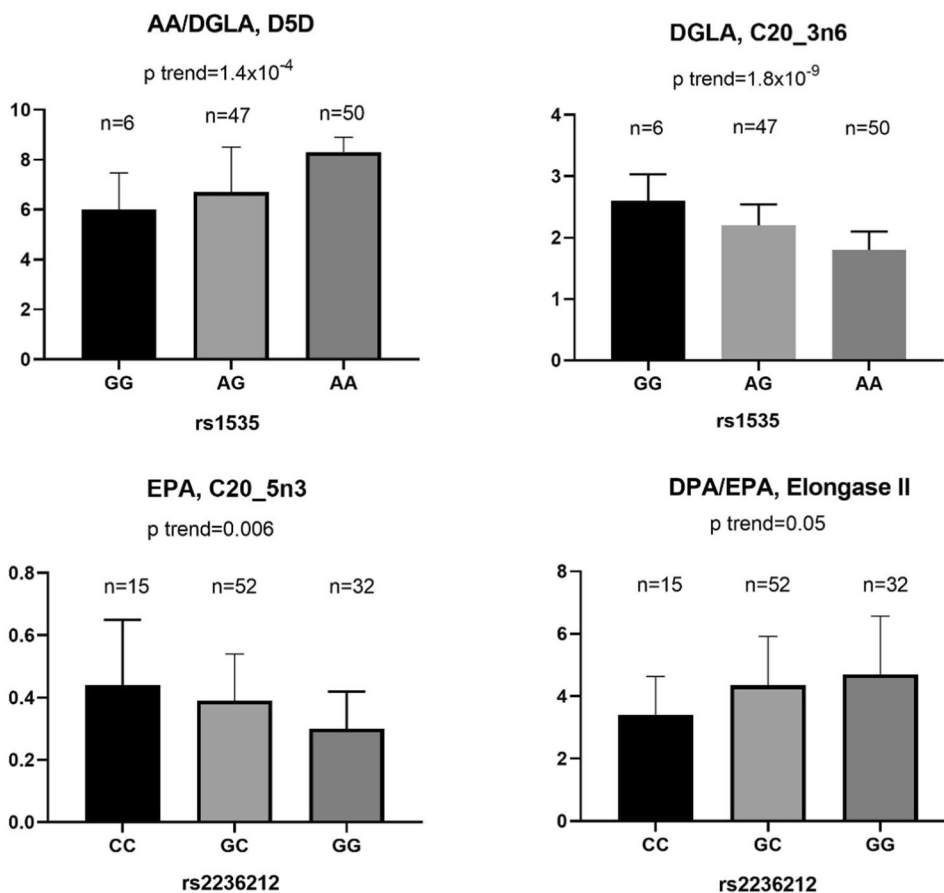 AA/DGLA, D5D
p trend=1.4x10⁻⁴
n=6 n=47 n=50
10
8
6
4
2
0
GG AG AA
rs1535
DGLA, C20_3n6
p trend=1.8x10⁻⁹
n=6 n=47 n=50
4
3
2
1
0
GG AG AA
rs1535
EPA, C20_5n3
p trend=0.006
n=15 n=52 n=32
0.8
0.6
0.4
0.2
0.0
CC GC GG
rs2236212
DPA/EPA, Elongase II
p trend=0.05
n=15 n=52 n=32
8
6
4
2
0
CC GC GG
rs2236212